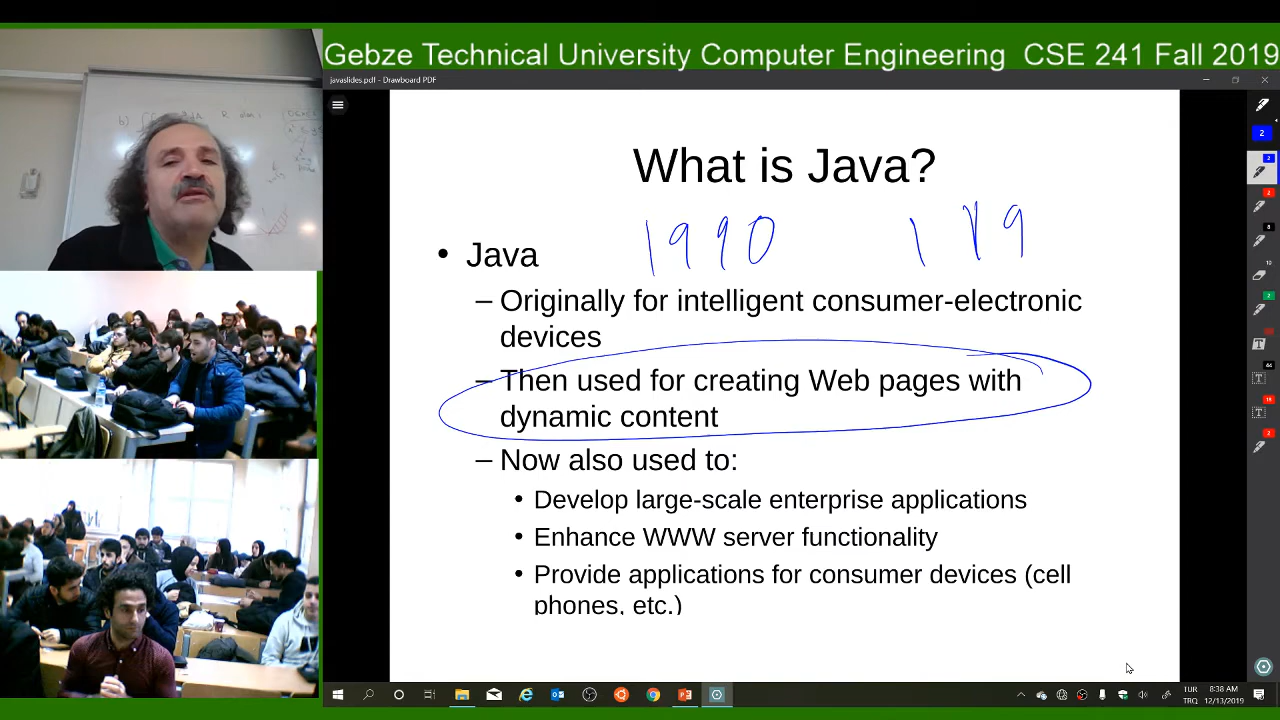 Gebze Technical University Computer Engineering CSE 241 Fall 2019
javaslides.pdf - Drawboard PDF
What is Java?
1990
• Java
– Originally for intelligent consumer-electronic
devices
– Then used for creating Web pages with
dynamic content
– Now also used to:
• Develop large-scale enterprise applications
• Enhance WWW server functionality
• Provide applications for consumer devices (cell
phones, etc.)
TUR 8:38 AM
TRQ 12/13/2019